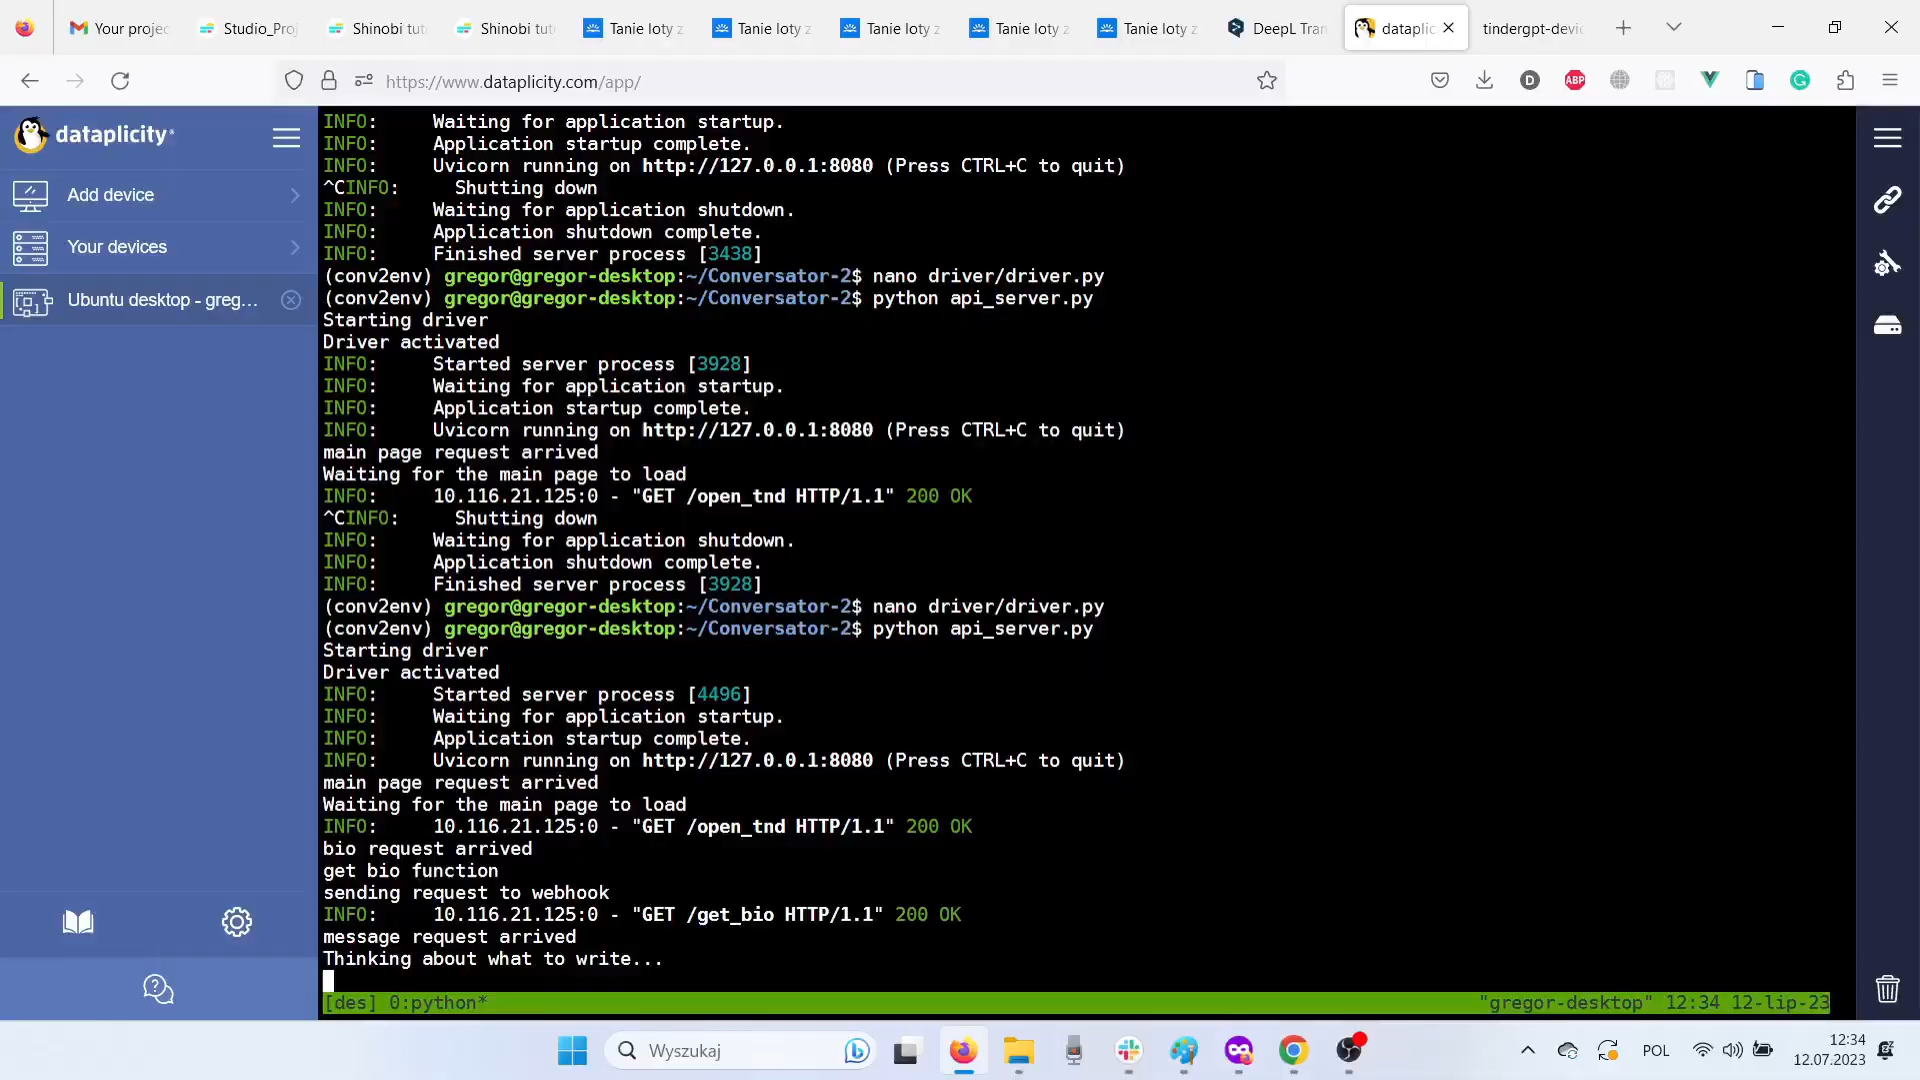 Your projec
Studio_Proj
Shinobi tut
Shinobi tut
Tanie loty z
Tanie loty z
Tanie loty z
Tanie loty z
Tanie loty z
DeepL Tran
dataplic
tindergpt-devi
https://www.dataplicity.com/app/
D
ABP
dataplicity
Add device
Your devices
Ubuntu desktop - greg...
INFO:     Waiting for application startup.
INFO:     Application startup complete.
INFO:     Uvicorn running on http://127.0.0.1:8080 (Press CTRL+C to quit)
^CINFO:     Shutting down
INFO:     Waiting for application shutdown.
INFO:     Application shutdown complete.
INFO:     Finished server process [3438]
(conv2env) gregor@gregor-desktop:~/Conversator-2$ nano driver/driver.py
(conv2env) gregor@gregor-desktop:~/Conversator-2$ python api_server.py
Starting driver
Driver activated
INFO:     Started server process [3928]
INFO:     Waiting for application startup.
INFO:     Application startup complete.
INFO:     Uvicorn running on http://127.0.0.1:8080 (Press CTRL+C to quit)
main page request arrived
Waiting for the main page to load
INFO:     10.116.21.125:0 - "GET /open_tnd HTTP/1.1" 200 OK
^CINFO:     Shutting down
INFO:     Waiting for application shutdown.
INFO:     Application shutdown complete.
INFO:     Finished server process [3928]
(conv2env) gregor@gregor-desktop:~/Conversator-2$ nano driver/driver.py
(conv2env) gregor@gregor-desktop:~/Conversator-2$ python api_server.py
Starting driver
Driver activated
INFO:     Started server process [4496]
INFO:     Waiting for application startup.
INFO:     Application startup complete.
INFO:     Uvicorn running on http://127.0.0.1:8080 (Press CTRL+C to quit)
main page request arrived
Waiting for the main page to load
INFO:     10.116.21.125:0 - "GET /open_tnd HTTP/1.1" 200 OK
bio request arrived
get bio function
sending request to webhook
INFO:     10.116.21.125:0 - "GET /get_bio HTTP/1.1" 200 OK
message request arrived
Thinking about what to write...
[des] 0:python*
"gregor-desktop" 12:34 12-lip-23
Wyszukaj
POL
12:34
12.07.2023